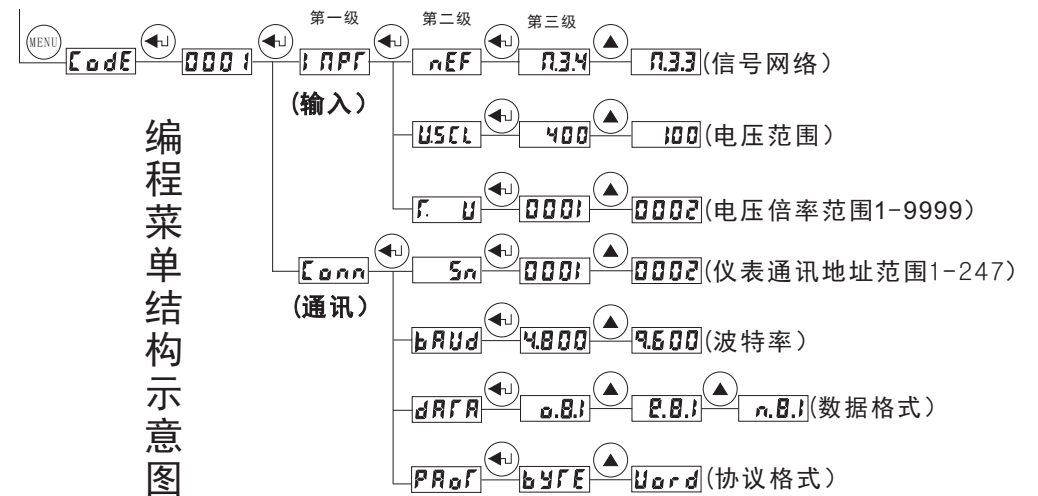 第一级 第二级 第三级
MENU CodE 0001 INPT nEF n.3.4 n.3.3 (信号网络)
(输入)
U.SCL 400 100 (电压范围)
T. U 0001 0002 (电压倍率范围1-9999)
Conn Sn 0001 0002 (仪表通讯地址范围1-247)
(通讯)
bAUd 4.800 9.600 (波特率)
dATA o.8.1 E.8.1 n.8.1 (数据格式)
PRoT bYTE Word (协议格式)
编程菜单结构示意图